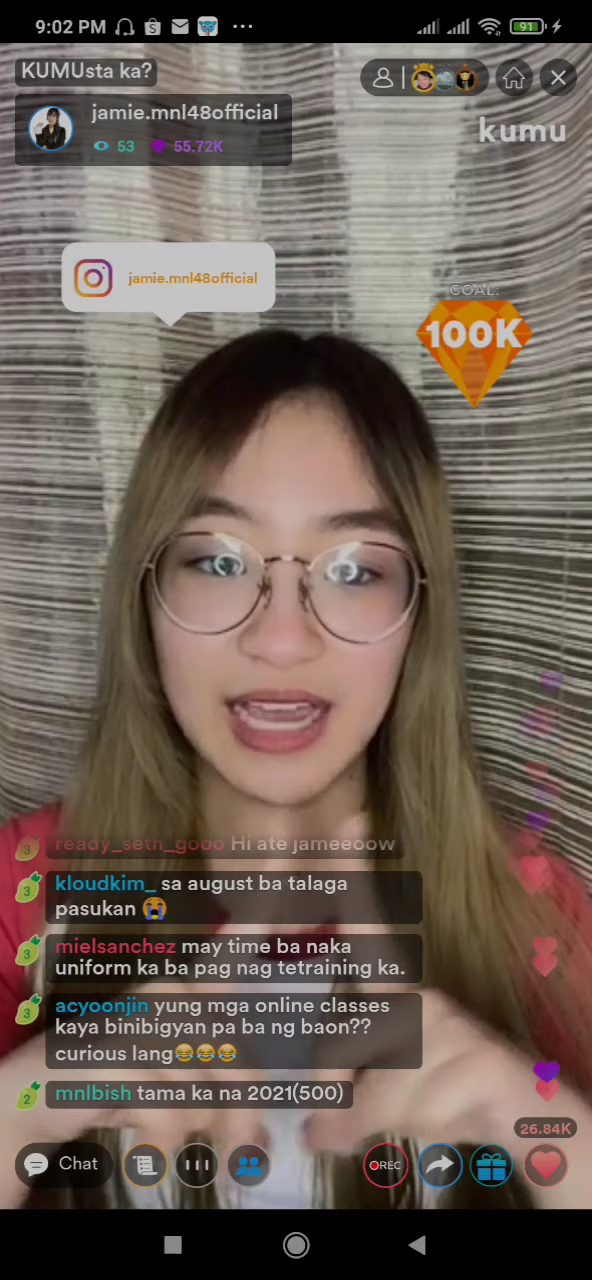 9:02 PM
91
KUMUsta ka?
jamie.mnl48official
53
55.72K
kumu
jamie.mnl48official
GOAL:
100K
ready_seth_gooo Hi ate jameeoow
kloudkim_ sa august ba talaga
pasukan 😭
mielsanchez may time ba naka
uniform ka ba pag nag tetraining ka.
acyoonjin yung mga online classes
kaya binibigyan pa ba ng baon??
curious lang😂😂😂
mnlbish tama ka na 2021(500)
26.84K
Chat
REC